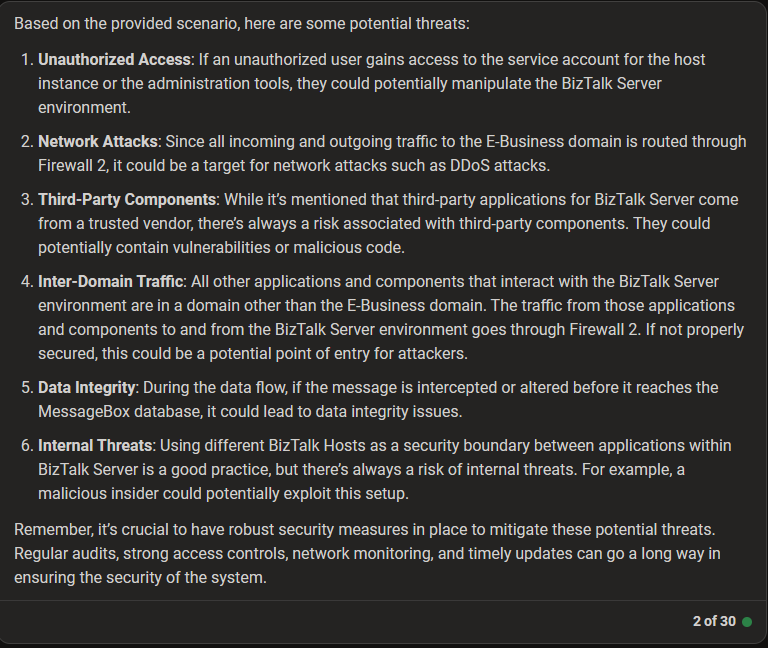 Based on the provided scenario, here are some potential threats:
1. Unauthorized Access: If an unauthorized user gains access to the service account for the host
instance or the administration tools, they could potentially manipulate the BizTalk Server
environment.
2. Network Attacks: Since all incoming and outgoing traffic to the E-Business domain is routed through
Firewall 2, it could be a target for network attacks such as DDoS attacks.
3. Third-Party Components: While it’s mentioned that third-party applications for BizTalk Server come
from a trusted vendor, there’s always a risk associated with third-party components. They could
potentially contain vulnerabilities or malicious code.
4. Inter-Domain Traffic: All other applications and components that interact with the BizTalk Server
environment are in a domain other than the E-Business domain. The traffic from those applications
and components to and from the BizTalk Server environment goes through Firewall 2. If not properly
secured, this could be a potential point of entry for attackers.
5. Data Integrity: During the data flow, if the message is intercepted or altered before it reaches the
MessageBox database, it could lead to data integrity issues.
6. Internal Threats: Using different BizTalk Hosts as a security boundary between applications within
BizTalk Server is a good practice, but there’s always a risk of internal threats. For example, a
malicious insider could potentially exploit this setup.
Remember, it’s crucial to have robust security measures in place to mitigate these potential threats.
Regular audits, strong access controls, network monitoring, and timely updates can go a long way in
ensuring the security of the system.
2 of 30